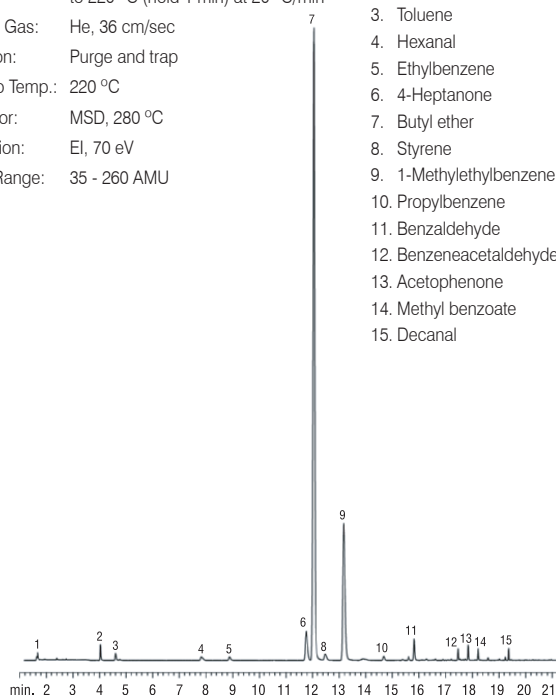 to 220 °C (hold 1 min) at 20 °C/min
Gas: He, 36 cm/sec
on: Purge and trap
Temp.: 220 °C
or: MSD, 280 °C
ion: EI, 70 eV
Range: 35 - 260 AMU
3. Toluene
4. Hexanal
5. Ethylbenzene
6. 4-Heptanone
7. Butyl ether
8. Styrene
9. 1-Methylethylbenzene
10. Propylbenzene
11. Benzaldehyde
12. Benzeneacetaldehyde
13. Acetophenone
14. Methyl benzoate
15. Decanal
7
9
6
8
1
2
3
4
5
10
11
12
13
14
15
min. 2 3 4 5 6 7 8 9 10 11 12 13 14 15 16 17 18 19 20 21